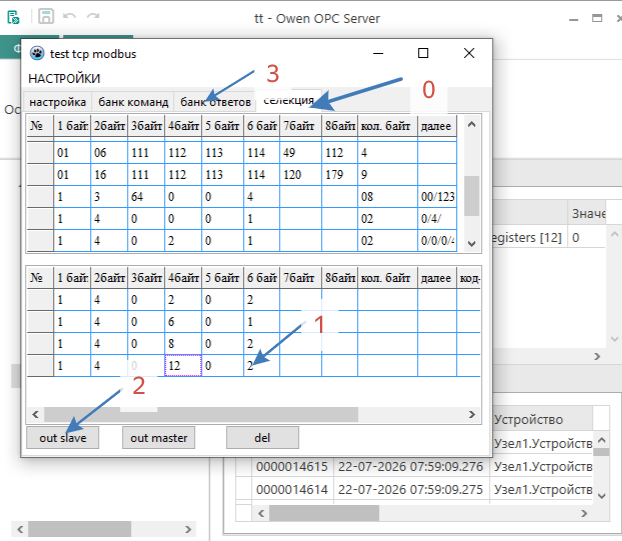 tt - Owen OPC Server
test tcp modbus
НАСТРОЙКИ
3
0
настройка банк команд банк ответов селекция
№ 1 байт 2байт 3байт 4байт 5 байт 6 байт 7байт 8байт кол. байт далее
01 06 111 112 113 114 49 112 4
01 16 111 112 113 114 120 179 9
1 3 64 0 0 4 08 00/123
1 4 0 0 0 1 02 0/4/
1 4 0 2 0 1 02 0/0/0/4
№ 1 байт 2байт 3байт 4байт 5 байт 6 байт 7байт 8байт кол. байт далее код-
1 4 0 2 0 2
1 4 0 6 0 1
1 4 0 8 0 2
1 4 0 12 0 2
1
2
out slave out master del
Значе
egisters [12] 0
Устройство
Узел1.Устройств
0000014615 22-07-2026 07:59:09.276 Узел1.Устройств
0000014614 22-07-2026 07:59:09.275 Узел1.Устройств